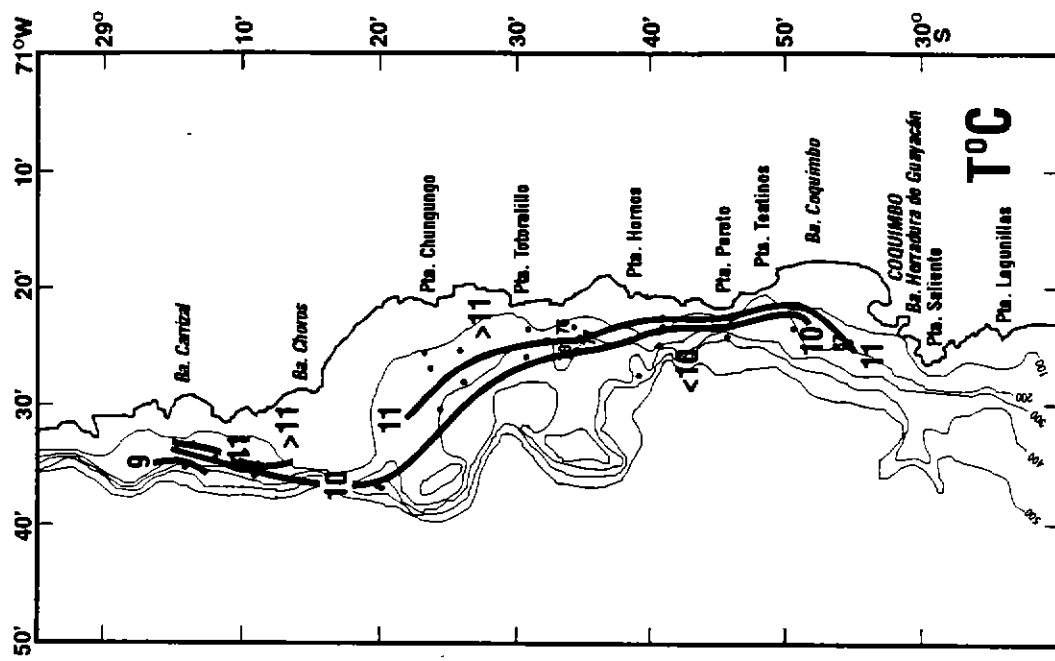 71°W
10'
20'
30'
40'
50'
29°
10'
20'
30'
40'
50'
30°
S
Ba. Carrizal
Ba. Choros
Pta. Chungungo
Pta. Totoralillo
Pta. Hornos
Pta. Poroto
Pta. Teatinos
Ba. Coquimbo
COQUIMBO
Ba. Herradura de Guayacán
Pta. Saliente
Pta. Lagunillas
T°C
9
11
>11
10
11
>11
<10
10
11
100
200
300
400
500